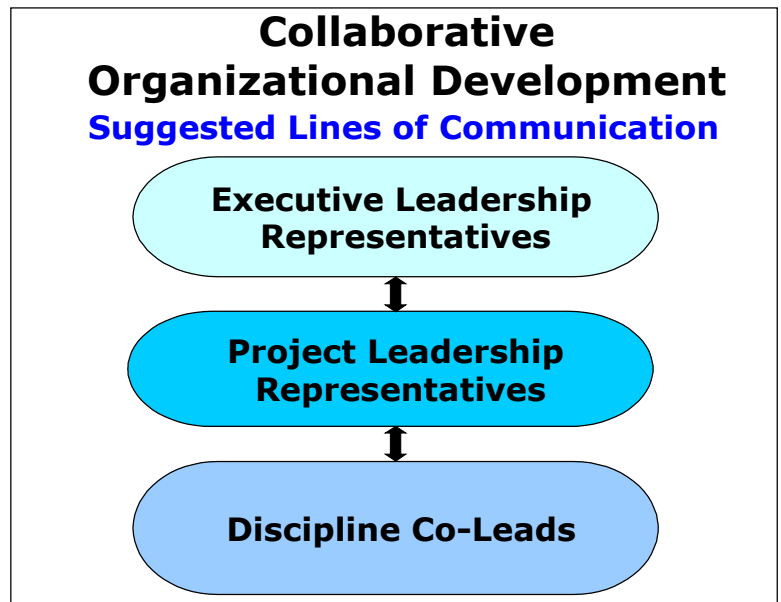 Collaborative
Organizational Development
Suggested Lines of Communication
Executive Leadership
Representatives
Project Leadership
Representatives
Discipline Co-Leads